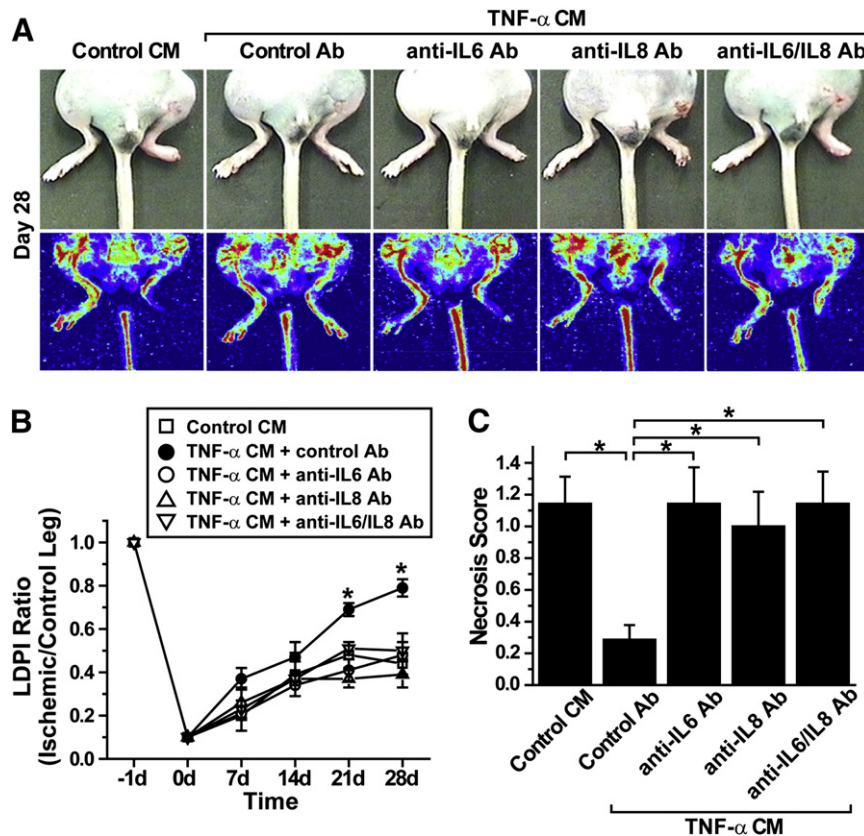 A
TNF-α CM
Control CM
Control Ab
anti-IL6 Ab
anti-IL8 Ab
anti-IL6/IL8 Ab
Day 28
B
Control CM
TNF-α CM + control Ab
TNF-α CM + anti-IL6 Ab
TNF-α CM + anti-IL8 Ab
TNF-α CM + anti-IL6/IL8 Ab
LDPI Ratio
(Ischemic/Control Leg)
1.0
0.8
0.6
0.4
0.2
0.0
* *
-1d 0d 7d 14d 21d 28d
Time
C
Necrosis Score
1.4
1.2
1.0
0.8
0.6
0.4
0.2
0.0
*
*
* *
Control CM
Control Ab
anti-IL6 Ab
anti-IL8 Ab
anti-IL6/IL8 Ab
TNF-α CM